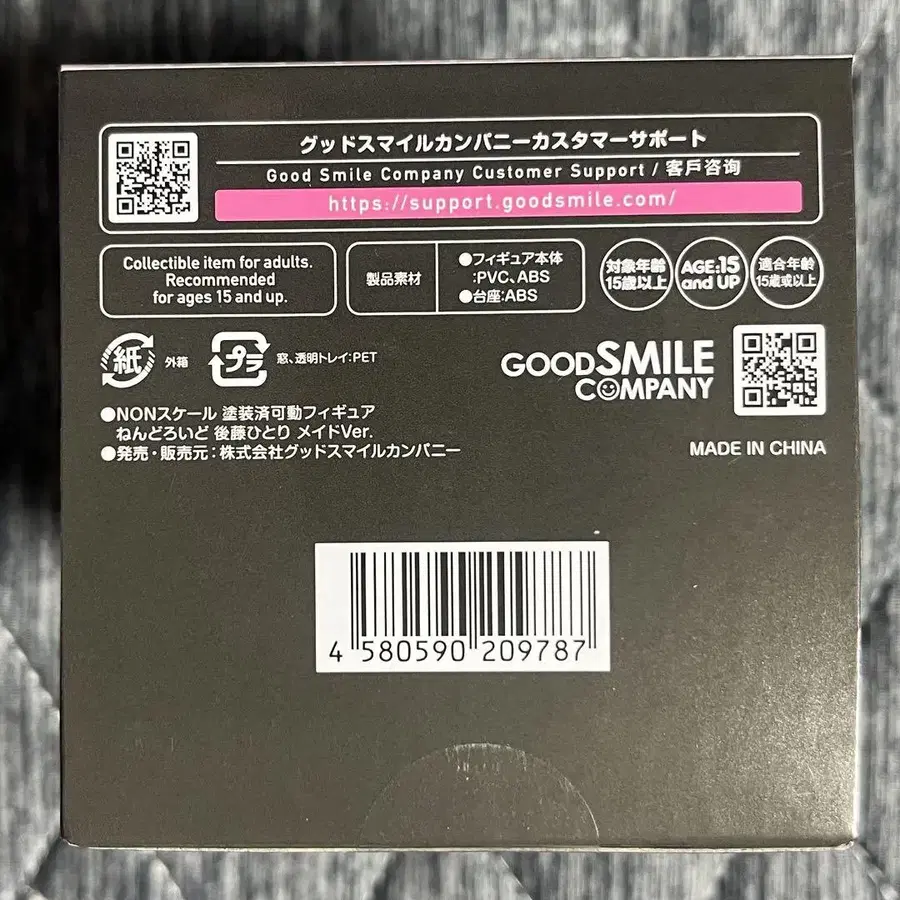 グッドスマイルカンパニーカスタマーサポート
Good Smile Company Customer Support / 客戶咨询
https://support.goodsmile.com/
Collectible item for adults.
Recommended
for ages 15 and up.
製品素材
●フィギュア本体
:PVC、ABS
●台座:ABS
対象年齢
15歳以上
AGE:15
and UP
適合年齡
15歲或以上
紙
外箱
プラ
窓、透明トレイ:PET
GOODSMILE
COMPANY
●NONスケール 塗装済可動フィギュア
ねんどろいど 後藤ひとり メイドVer.
●発売・販売元:株式会社グッドスマイルカンパニー
MADE IN CHINA
4 580590 209787